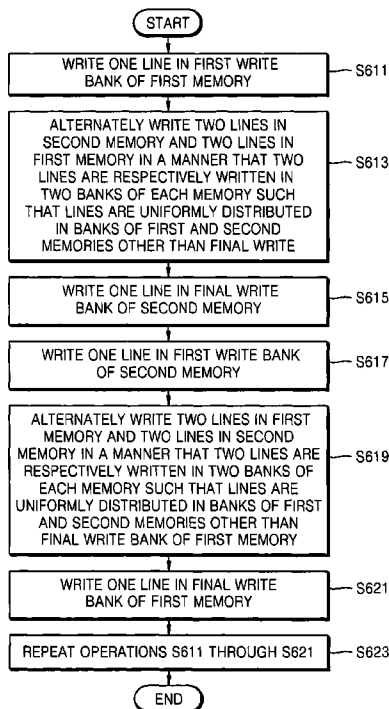 START
WRITE ONE LINE IN FIRST WRITE
BANK OF FIRST MEMORY
S611
ALTERNATELY WRITE TWO LINES IN
SECOND MEMORY AND TWO LINES IN
FIRST MEMORY IN A MANNER THAT TWO
LINES ARE RESPECTIVELY WRITTEN IN
TWO BANKS OF EACH MEMORY SUCH
THAT LINES ARE UNIFORMLY DISTRIBUTED
IN BANKS OF FIRST AND SECOND
MEMORIES OTHER THAN FINAL WRITE
S613
WRITE ONE LINE IN FINAL WRITE
BANK OF SECOND MEMORY
S615
WRITE ONE LINE IN FIRST WRITE BANK
OF SECOND MEMORY
S617
ALTERNATELY WRITE TWO LINES IN FIRST
MEMORY AND TWO LINES IN SECOND
MEMORY IN A MANNER THAT TWO LINES ARE
RESPECTIVELY WRITTEN IN TWO BANKS OF
EACH MEMORY SUCH THAT LINES ARE
UNIFORMLY DISTRIBUTED IN BANKS OF FIRST
AND SECOND MEMORIES OTHER THAN
FINAL WRITE BANK OF FIRST MEMORY
S619
WRITE ONE LINE IN FINAL WRITE
BANK OF FIRST MEMORY
S621
REPEAT OPERATIONS S611 THROUGH S621
S623
END